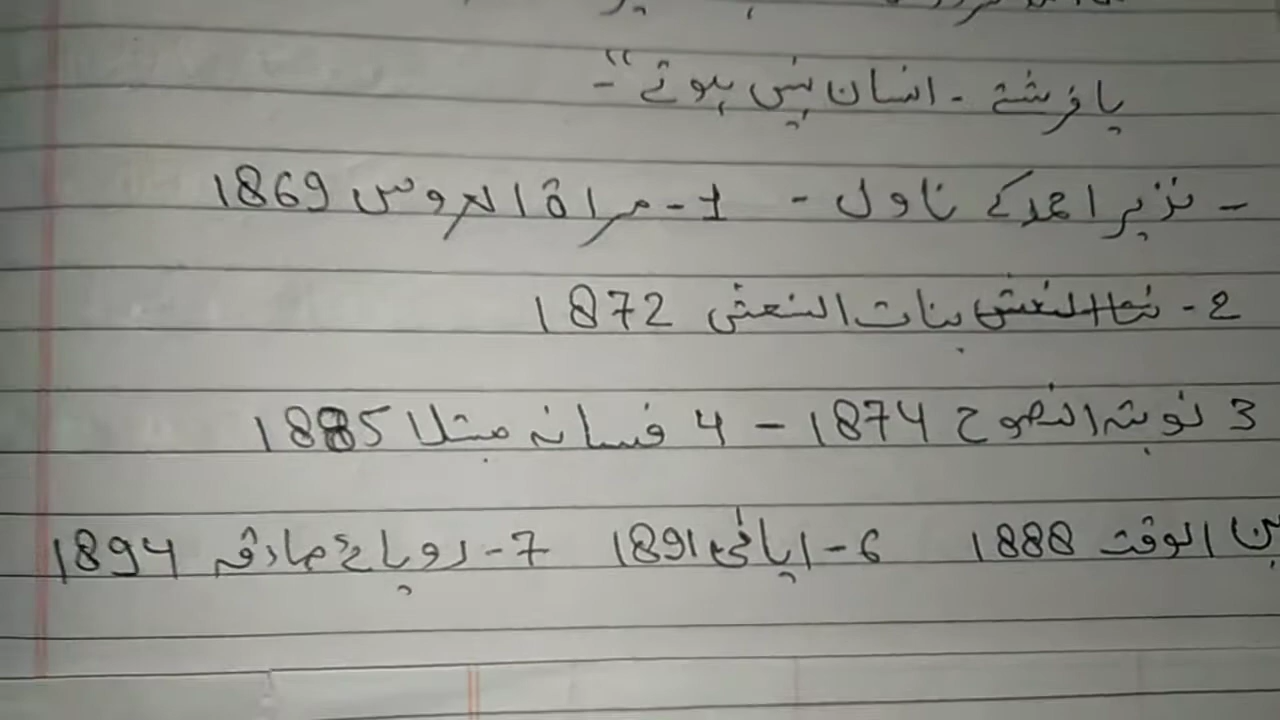 یا فرشتے - انسان نہیں ہوتے" -
- نذیر احمد کے ناول - 1 - مراۃ العروس 1869
2 - بنات النعش 1872
3 توبتہ النصوح 1874 - 4 فسانہ مبتلا 1885
ابن الوقت 1888 6 - ایامیٰ 1891 7 - رویائے صادقہ 1894